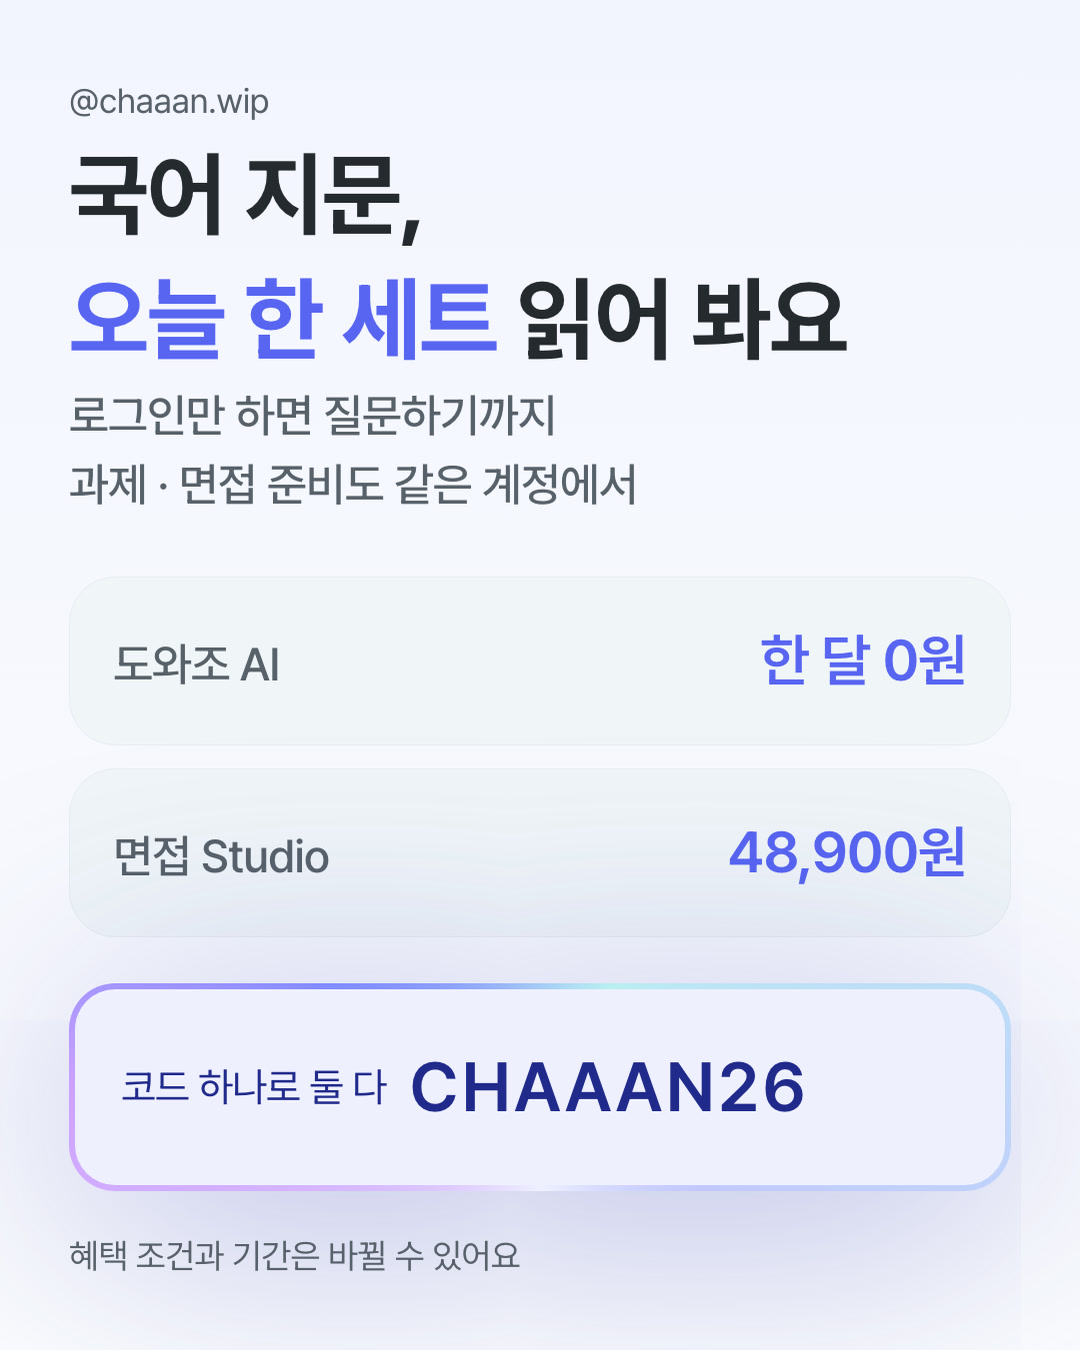 @chaaan.wip
국어 지문,
오늘 한 세트 읽어 봐요
로그인만 하면 질문하기까지
과제 · 면접 준비도 같은 계정에서
도와조 AI 한 달 0원
면접 Studio 48,900원
코드 하나로 둘 다 CHAAAN26
혜택 조건과 기간은 바뀔 수 있어요